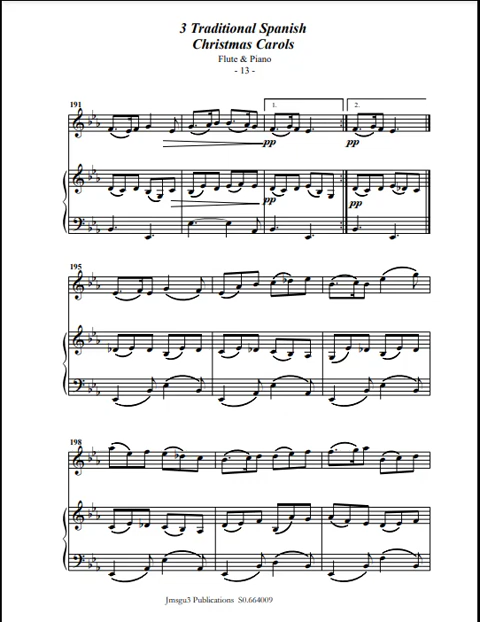 3 Traditional Spanish
Christmas Carols
Flute & Piano
- 13 -
191
1.
2.
pp
pp
pp
pp
195
198
Jmsgu3 Publications S0.664009